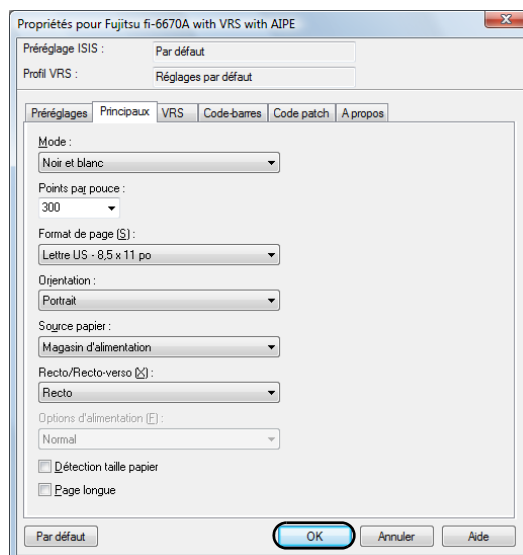 Propriétés pour Fujitsu fi-6670A with VRS with AIPE
Préréglage ISIS : Par défaut
Profil VRS : Réglages par défaut
Préréglages Principaux VRS Code-barres Code patch A propos
Mode :
Noir et blanc
Points par pouce :
300
Format de page (S) :
Lettre US - 8,5 x 11 po
Orientation :
Portrait
Source papier :
Magasin d'alimentation
Recto/Recto-verso (X) :
Recto
Options d'alimentation (F) :
Normal
Détection taille papier
Page longue
Par défaut OK Annuler Aide